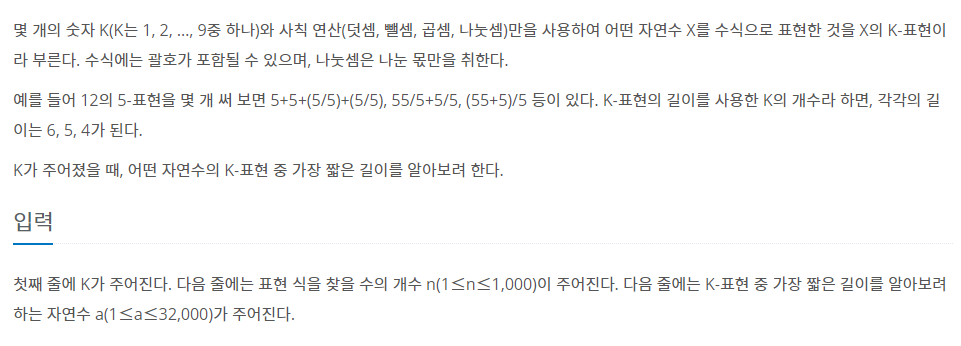 몇 개의 숫자 K(K는 1, 2, ..., 9중 하나)와 사칙 연산(덧셈, 뺄셈, 곱셈, 나눗셈)만을 사용하여 어떤 자연수 X를 수식으로 표현한 것을 X의 K-표현이
라 부른다. 수식에는 괄호가 포함될 수 있으며, 나눗셈은 나눈 몫만을 취한다.
예를 들어 12의 5-표현을 몇 개 써 보면 5+5+(5/5)+(5/5), 55/5+5/5, (55+5)/5 등이 있다. K-표현의 길이를 사용한 K의 개수라 하면, 각각의 길
이는 6, 5, 4가 된다.
K가 주어졌을 때, 어떤 자연수의 K-표현 중 가장 짧은 길이를 알아보려 한다.
입력
첫째 줄에 K가 주어진다. 다음 줄에는 표현 식을 찾을 수의 개수 n(1≤n≤1,000)이 주어진다. 다음 줄에는 K-표현 중 가장 짧은 길이를 알아보려
하는 자연수 a(1≤a≤32,000)가 주어진다.